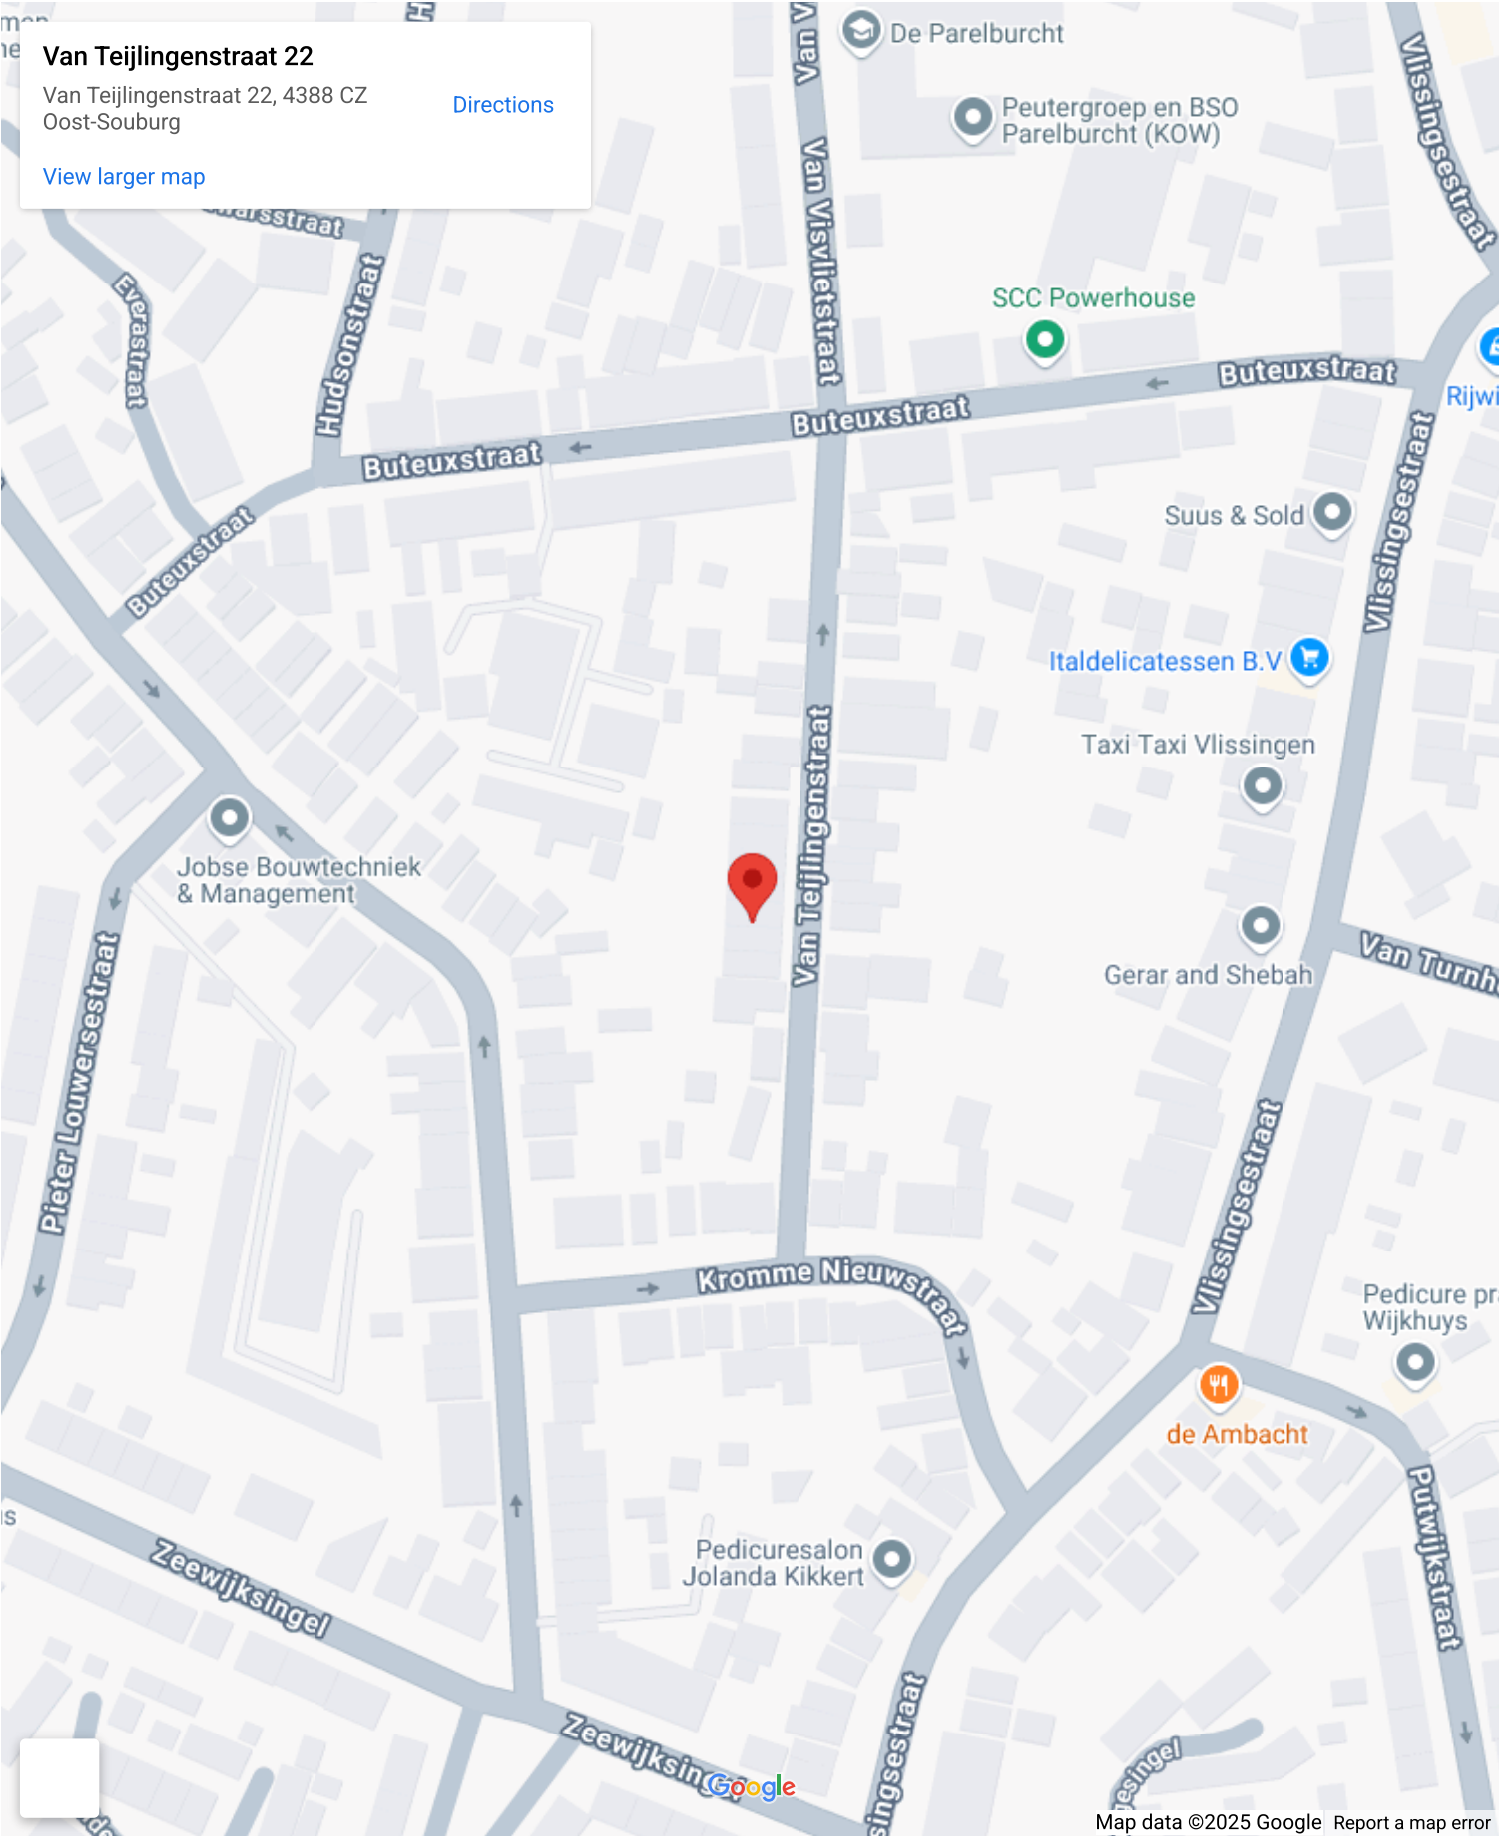 Van Teijlingenstraat 22
Van Teijlingenstraat 22, 4388 CZ
Oost-Souburg
Directions
View larger map
De Parelburcht
Peutergroep en BSO
Parelburcht (KOW)
Van
Van Visvlietstraat
Vlissingsestraat
Everastraat
Hudsonstraat
SCC Powerhouse
Buteuxstraat
Buteuxstraat
Buteuxstraat
Buteuxstraat
Vlissingsestraat
Suus & Sold
Italdelicatessen B.V
Taxi Taxi Vlissingen
Van Teijlingenstraat
Jobse Bouwtechniek
& Management
Gerar and Shebah
Pieter Louwersestraat
Vlissingsestraat
Kromme Nieuwstraat
Pedicure
Wijkhuys
de Ambacht
Putwijkstraat
Pedicuresalon
Jolanda Kikkert
Zeewijksingel
Zeewijksingel
Google
Map data ©2025 Google
Report a map error